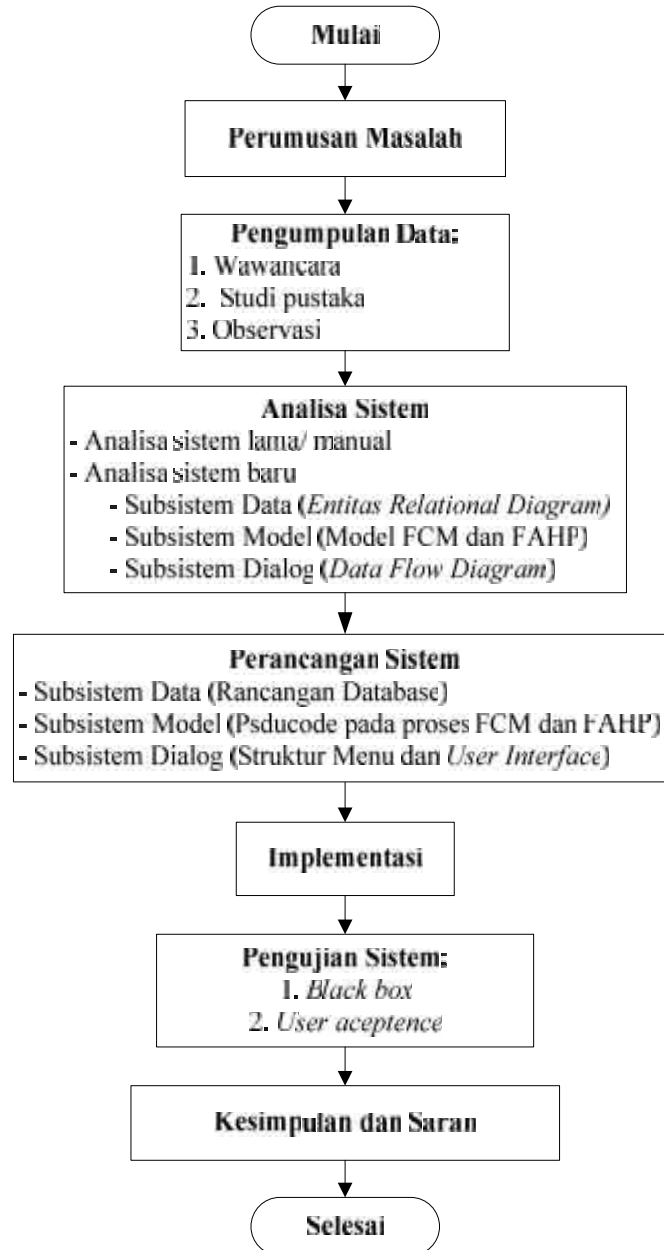 Mulai
Perumusan Masalah
Pengumpulan Data:
1. Wawancara
2. Studi pustaka
3. Observasi
Analisa Sistem
- Analisa sistem lama/ manual
- Analisa sistem baru
- Subsistem Data (Entitas Relational Diagram)
- Subsistem Model (Model FCM dan FAHP)
- Subsistem Dialog (Data Flow Diagram)
Perancangan Sistem
- Subsistem Data (Rancangan Database)
- Subsistem Model (Psducode pada proses FCM dan FAHP)
- Subsistem Dialog (Struktur Menu dan User Interface)
Implementasi
Pengujian Sistem:
1. Black box
2. User aceptence
Kesimpulan dan Saran
Selesai